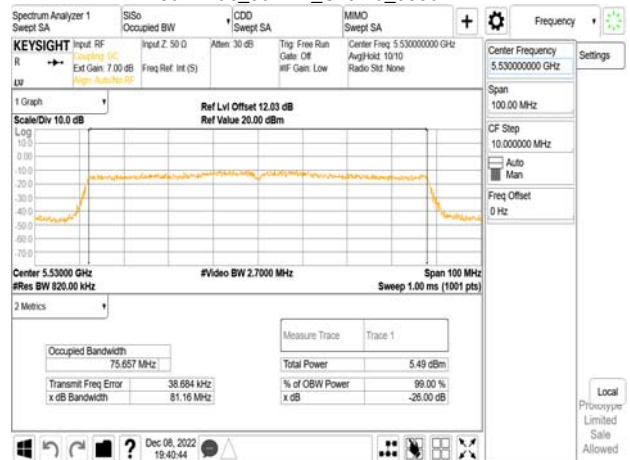 Spectrum Analyzer 1
Swept SA
SiSo
Occupied BW
CDD
Swept SA
MIMO
Swept SA
+
Frequency
KEYSIGHT
R
Input: RF
Coupling: DC
Ext Gain: 7.00 dB
Align: Auto/No RF
Input Z: 50 Ω
Freq Ref: Int (S)
Atten: 30 dB
Trig: Free Run
Gate: Off
#IF Gain: Low
Center Freq: 5.530000000 GHz
Avg|Hold: 10/10
Radio Std: None
Center Frequency
5.530000000 GHz
Settings
Span
100.00 MHz
CF Step
10.000000 MHz
Auto
Man
Freq Offset
0 Hz
1 Graph
Scale/Div 10.0 dB
Ref Lvl Offset 12.03 dB
Ref Value 20.00 dBm
Log
10.0
0.00
-10.0
-20.0
-30.0
-40.0
-50.0
-60.0
-70.0
Center 5.53000 GHz
#Video BW 2.7000 MHz
Span 100 MHz
#Res BW 820.00 kHz
Sweep 1.00 ms (1001 pts)
2 Metrics
Measure Trace
Trace 1
Occupied Bandwidth
75.657 MHz
Total Power
5.49 dBm
Transmit Freq Error
38.684 kHz
% of OBW Power
99.00 %
x dB Bandwidth
81.16 MHz
x dB
-26.00 dB
Local
Prototype
Limited
Sale
Allowed
?
Dec 08, 2022
19:40:44